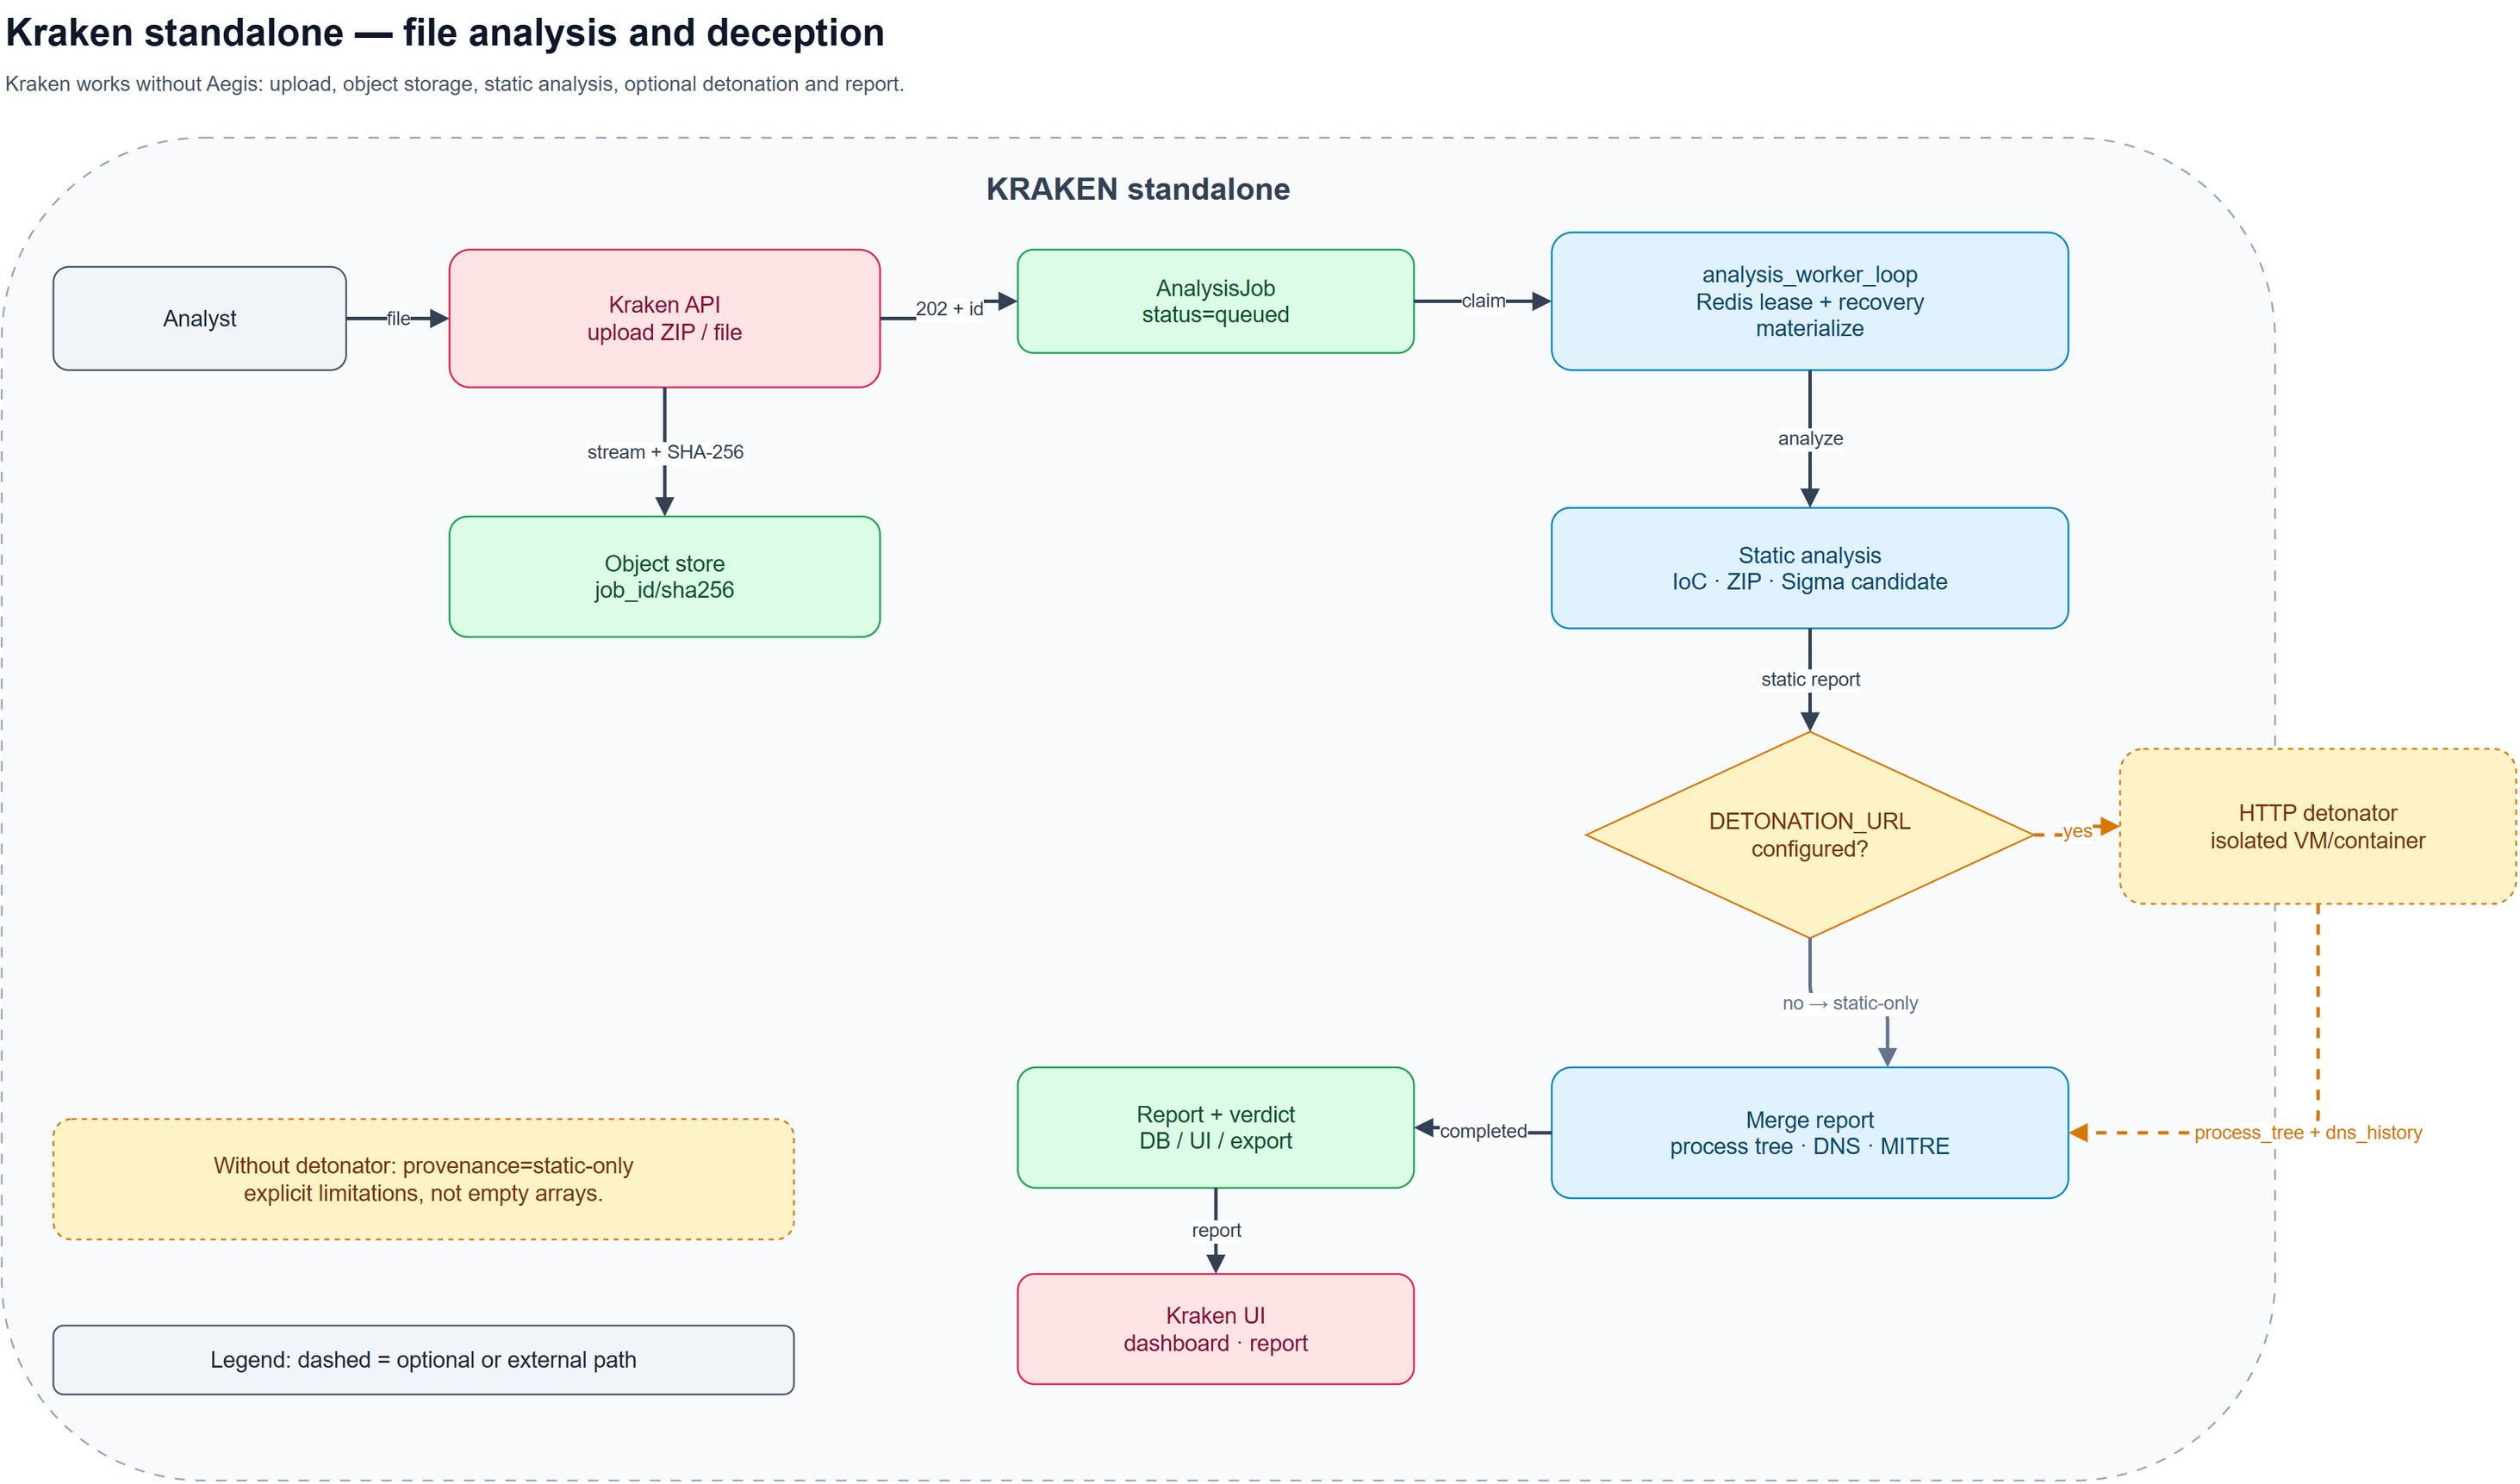 Kraken standalone — file analysis and deception
Kraken works without Aegis: upload, object storage, static analysis, optional detonation and report.
KRAKEN standalone
Analyst
file
Kraken API
upload ZIP / file
202 + id
AnalysisJob
status=queued
claim
analysis_worker_loop
Redis lease + recovery
materialize
stream + SHA-256
analyze
Object store
job_id/sha256
Static analysis
IoC · ZIP · Sigma candidate
static report
DETONATION_URL
configured?
yes
HTTP detonator
isolated VM/container
no → static-only
Report + verdict
DB / UI / export
completed
Merge report
process tree · DNS · MITRE
process_tree + dns_history
Without detonator: provenance=static-only
explicit limitations, not empty arrays.
report
Kraken UI
dashboard · report
Legend: dashed = optional or external path